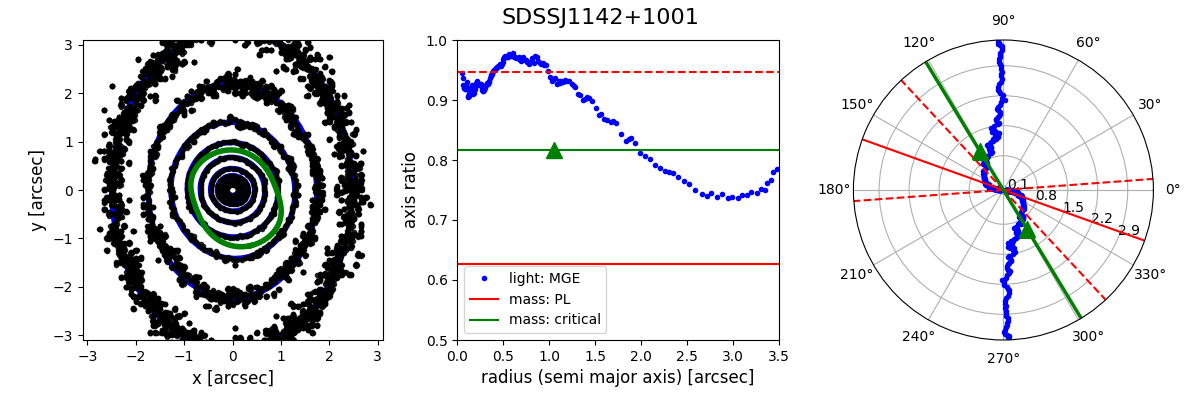 SDSSJ1142+1001
3
2
1
0
−1
−2
−3
y [arcsec]
−3 −2 −1 0 1 2 3
x [arcsec]
1.0
0.9
0.8
0.7
0.6
0.5
axis ratio
light: MGE
mass: PL
mass: critical
0.0 0.5 1.0 1.5 2.0 2.5 3.0 3.5
radius (semi major axis) [arcsec]
90°
120° 60°
150° 30°
180° 0°
0.1
0.8
1.5
2.2
2.9
210° 330°
240° 300°
270°